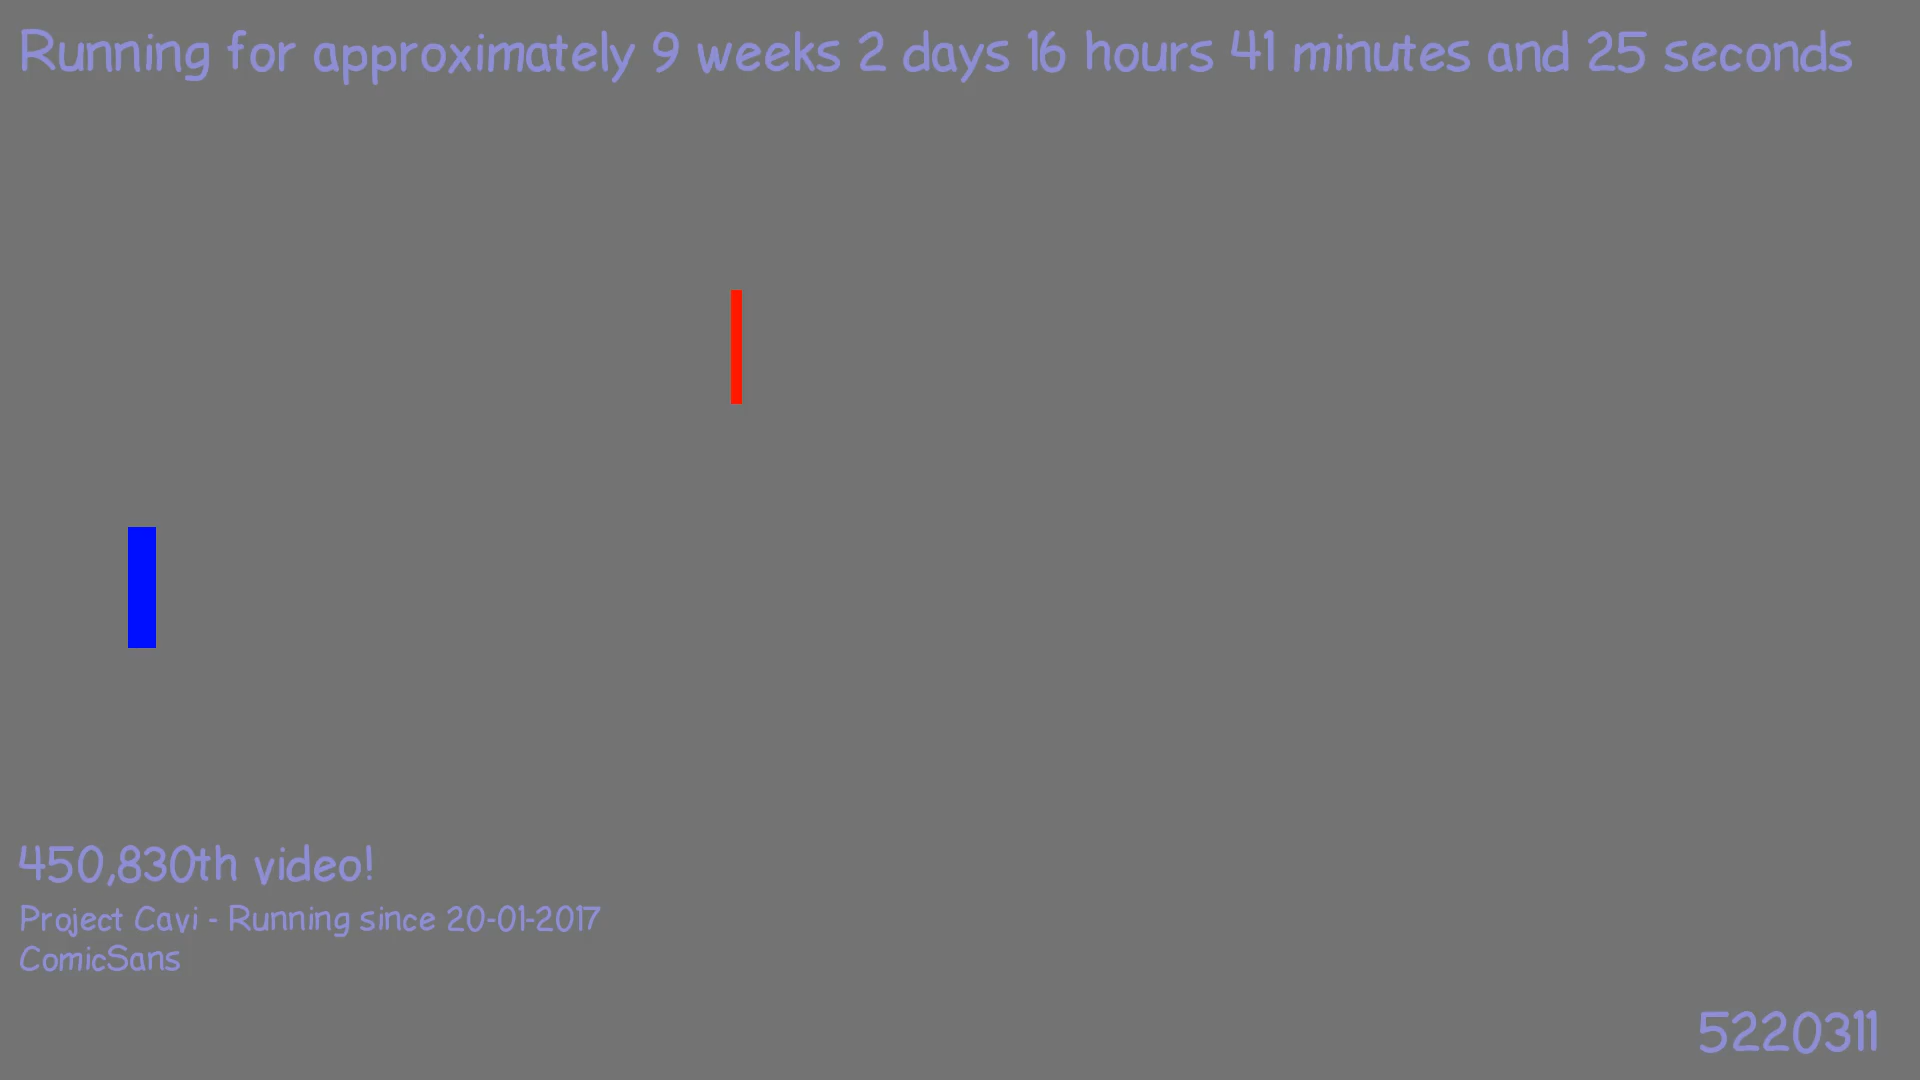 Running for approximately 9 weeks 2 days 16 hours 41 minutes and 25 seconds
450,830th video!
Project Cavi - Running since 20-01-2017
ComicSans
5220311